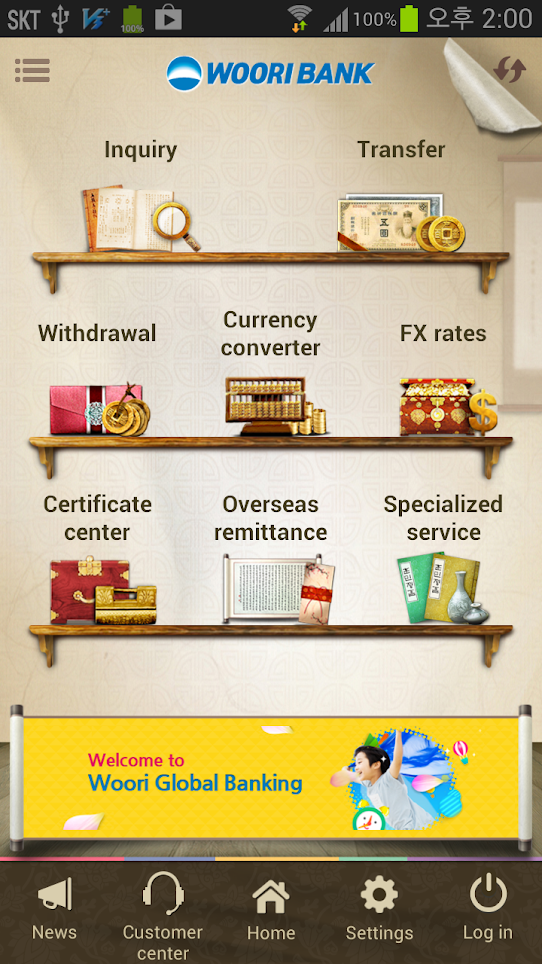 SKT 100% 100% 오후 2:00
WOORI BANK
Inquiry
Transfer
Withdrawal
Currency
converter
FX rates
Certificate
center
Overseas
remittance
Specialized
service
Welcome to
Woori Global Banking
News
Customer
center
Home
Settings
Log in